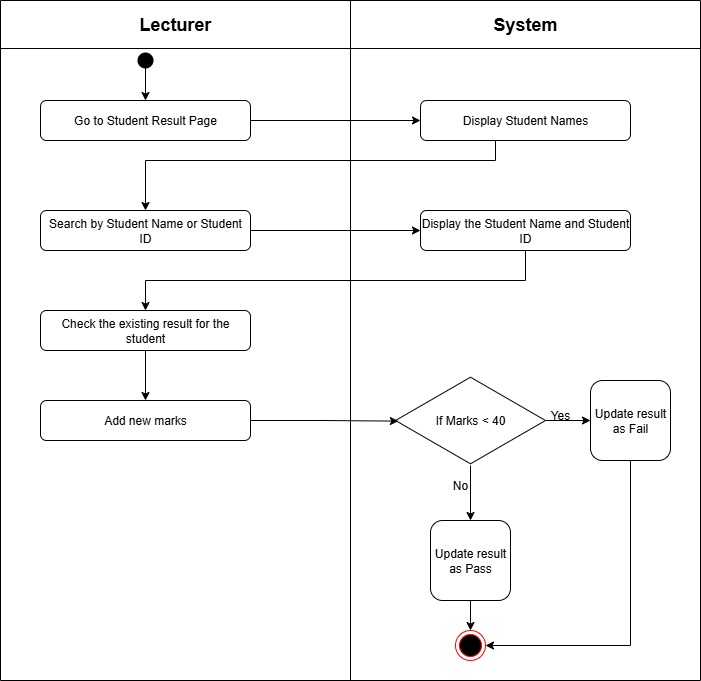 Lecturer
System
Go to Student Result Page
Display Student Names
Search by Student Name or Student
ID
Display the Student Name and Student
ID
Check the existing result for the
student
Add new marks
If Marks < 40
Yes
Update result
as Fail
No
Update result
as Pass